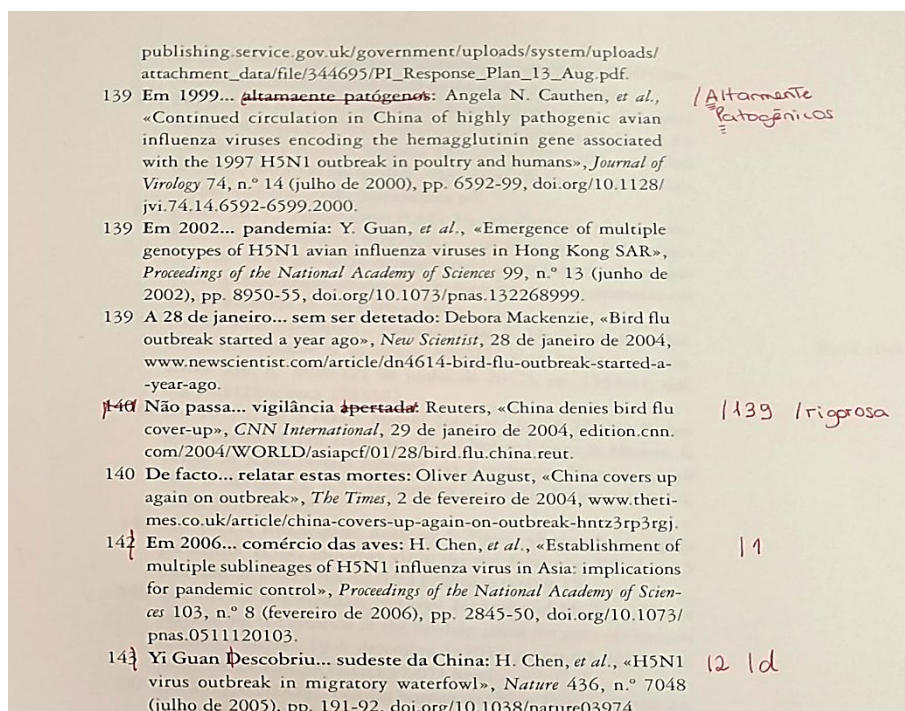 publishing.service.gov.uk/government/uploads/system/uploads/
attachment_data/file/344695/PI_Response_Plan_13_Aug.pdf.
139 Em 1999... altamaente patógenos: Angela N. Cauthen, et al., /Altamente
«Continued circulation in China of highly pathogenic avian Patogénicos
influenza viruses encoding the hemagglutinin gene associated
with the 1997 H5N1 outbreak in poultry and humans», Journal of
Virology 74, n.º 14 (julho de 2000), pp. 6592-99, doi.org/10.1128/
jvi.74.14.6592-6599.2000.
139 Em 2002... pandemia: Y. Guan, et al., «Emergence of multiple
genotypes of H5N1 avian influenza viruses in Hong Kong SAR»,
Proceedings of the National Academy of Sciences 99, n.º 13 (junho de
2002), pp. 8950-55, doi.org/10.1073/pnas.132268999.
139 A 28 de janeiro... sem ser detetado: Debora Mackenzie, «Bird flu
outbreak started a year ago», New Scientist, 28 de janeiro de 2004,
www.newscientist.com/article/dn4614-bird-flu-outbreak-started-a-
-year-ago.
140 Não passa... vigilância apertada: Reuters, «China denies bird flu /139 /rigorosa
cover-up», CNN International, 29 de janeiro de 2004, edition.cnn.
com/2004/WORLD/asiapcf/01/28/bird.flu.china.reut.
140 De facto... relatar estas mortes: Oliver August, «China covers up
again on outbreak», The Times, 2 de fevereiro de 2004, www.theti-
mes.co.uk/article/china-covers-up-again-on-outbreak-hntz3rp3rgj.
142 Em 2006... comércio das aves: H. Chen, et al., «Establishment of |1
multiple sublineages of H5N1 influenza virus in Asia: implications
for pandemic control», Proceedings of the National Academy of Scien-
ces 103, n.º 8 (fevereiro de 2006), pp. 2845-50, doi.org/10.1073/
pnas.0511120103.
143 Yi Guan Descobriu... sudeste da China: H. Chen, et al., «H5N1 |2 |d
virus outbreak in migratory waterfowl», Nature 436, n.º 7048
(julho de 2005), pp. 191-92, doi.org/10.1038/nature03974.